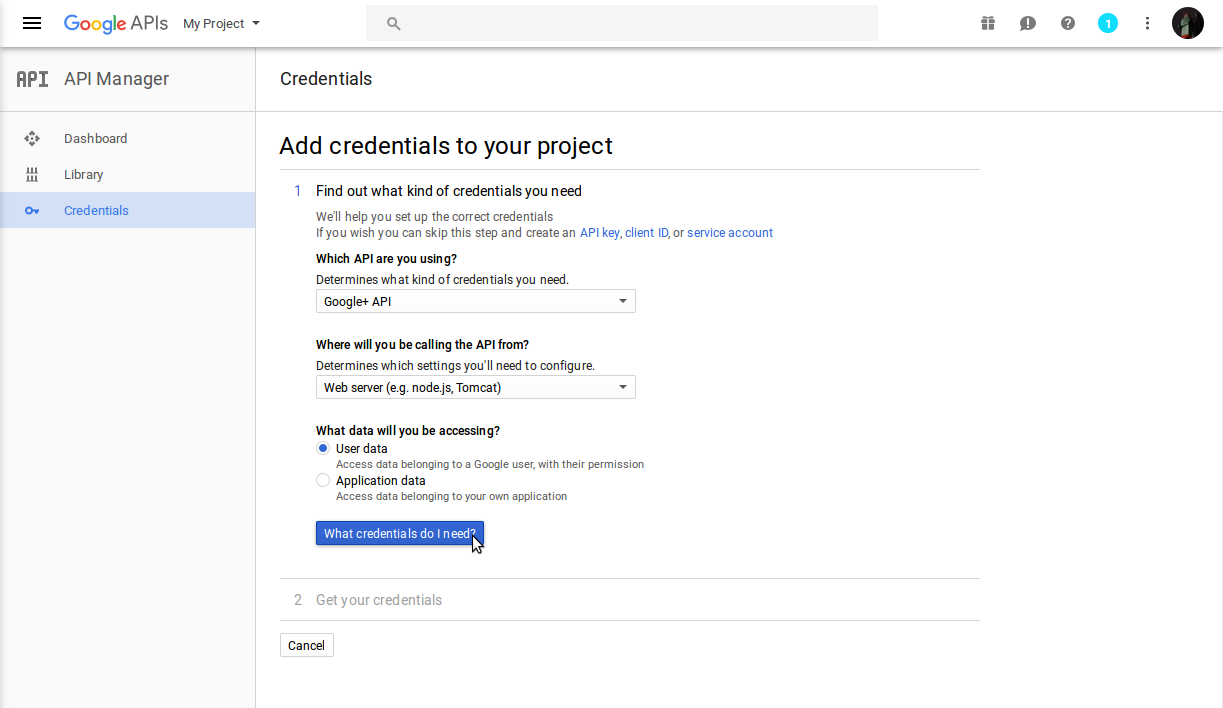 Google APIs My Project
1
API API Manager
Credentials
Dashboard
Library
Credentials
Add credentials to your project
1 Find out what kind of credentials you need
We'll help you set up the correct credentials
If you wish you can skip this step and create an API key, client ID, or service account
Which API are you using?
Determines what kind of credentials you need.
Google+ API
Where will you be calling the API from?
Determines which settings you'll need to configure.
Web server (e.g. node.js, Tomcat)
What data will you be accessing?
User data
Access data belonging to a Google user, with their permission
Application data
Access data belonging to your own application
What credentials do I need?
2 Get your credentials
Cancel